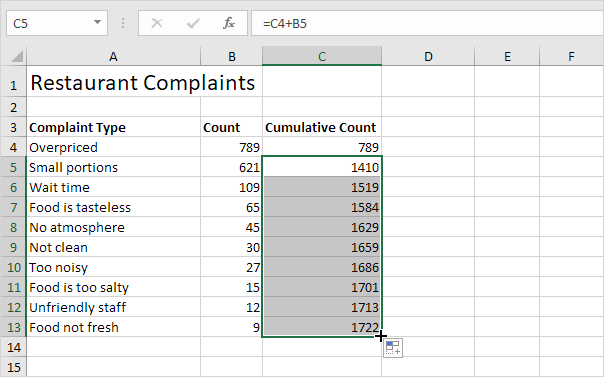 C5 fx =C4+B5
A B C D E F
1 Restaurant Complaints
2
3 Complaint Type Count Cumulative Count
4 Overpriced 789 789
5 Small portions 621 1410
6 Wait time 109 1519
7 Food is tasteless 65 1584
8 No atmosphere 45 1629
9 Not clean 30 1659
10 Too noisy 27 1686
11 Food is too salty 15 1701
12 Unfriendly staff 12 1713
13 Food not fresh 9 1722
14
15